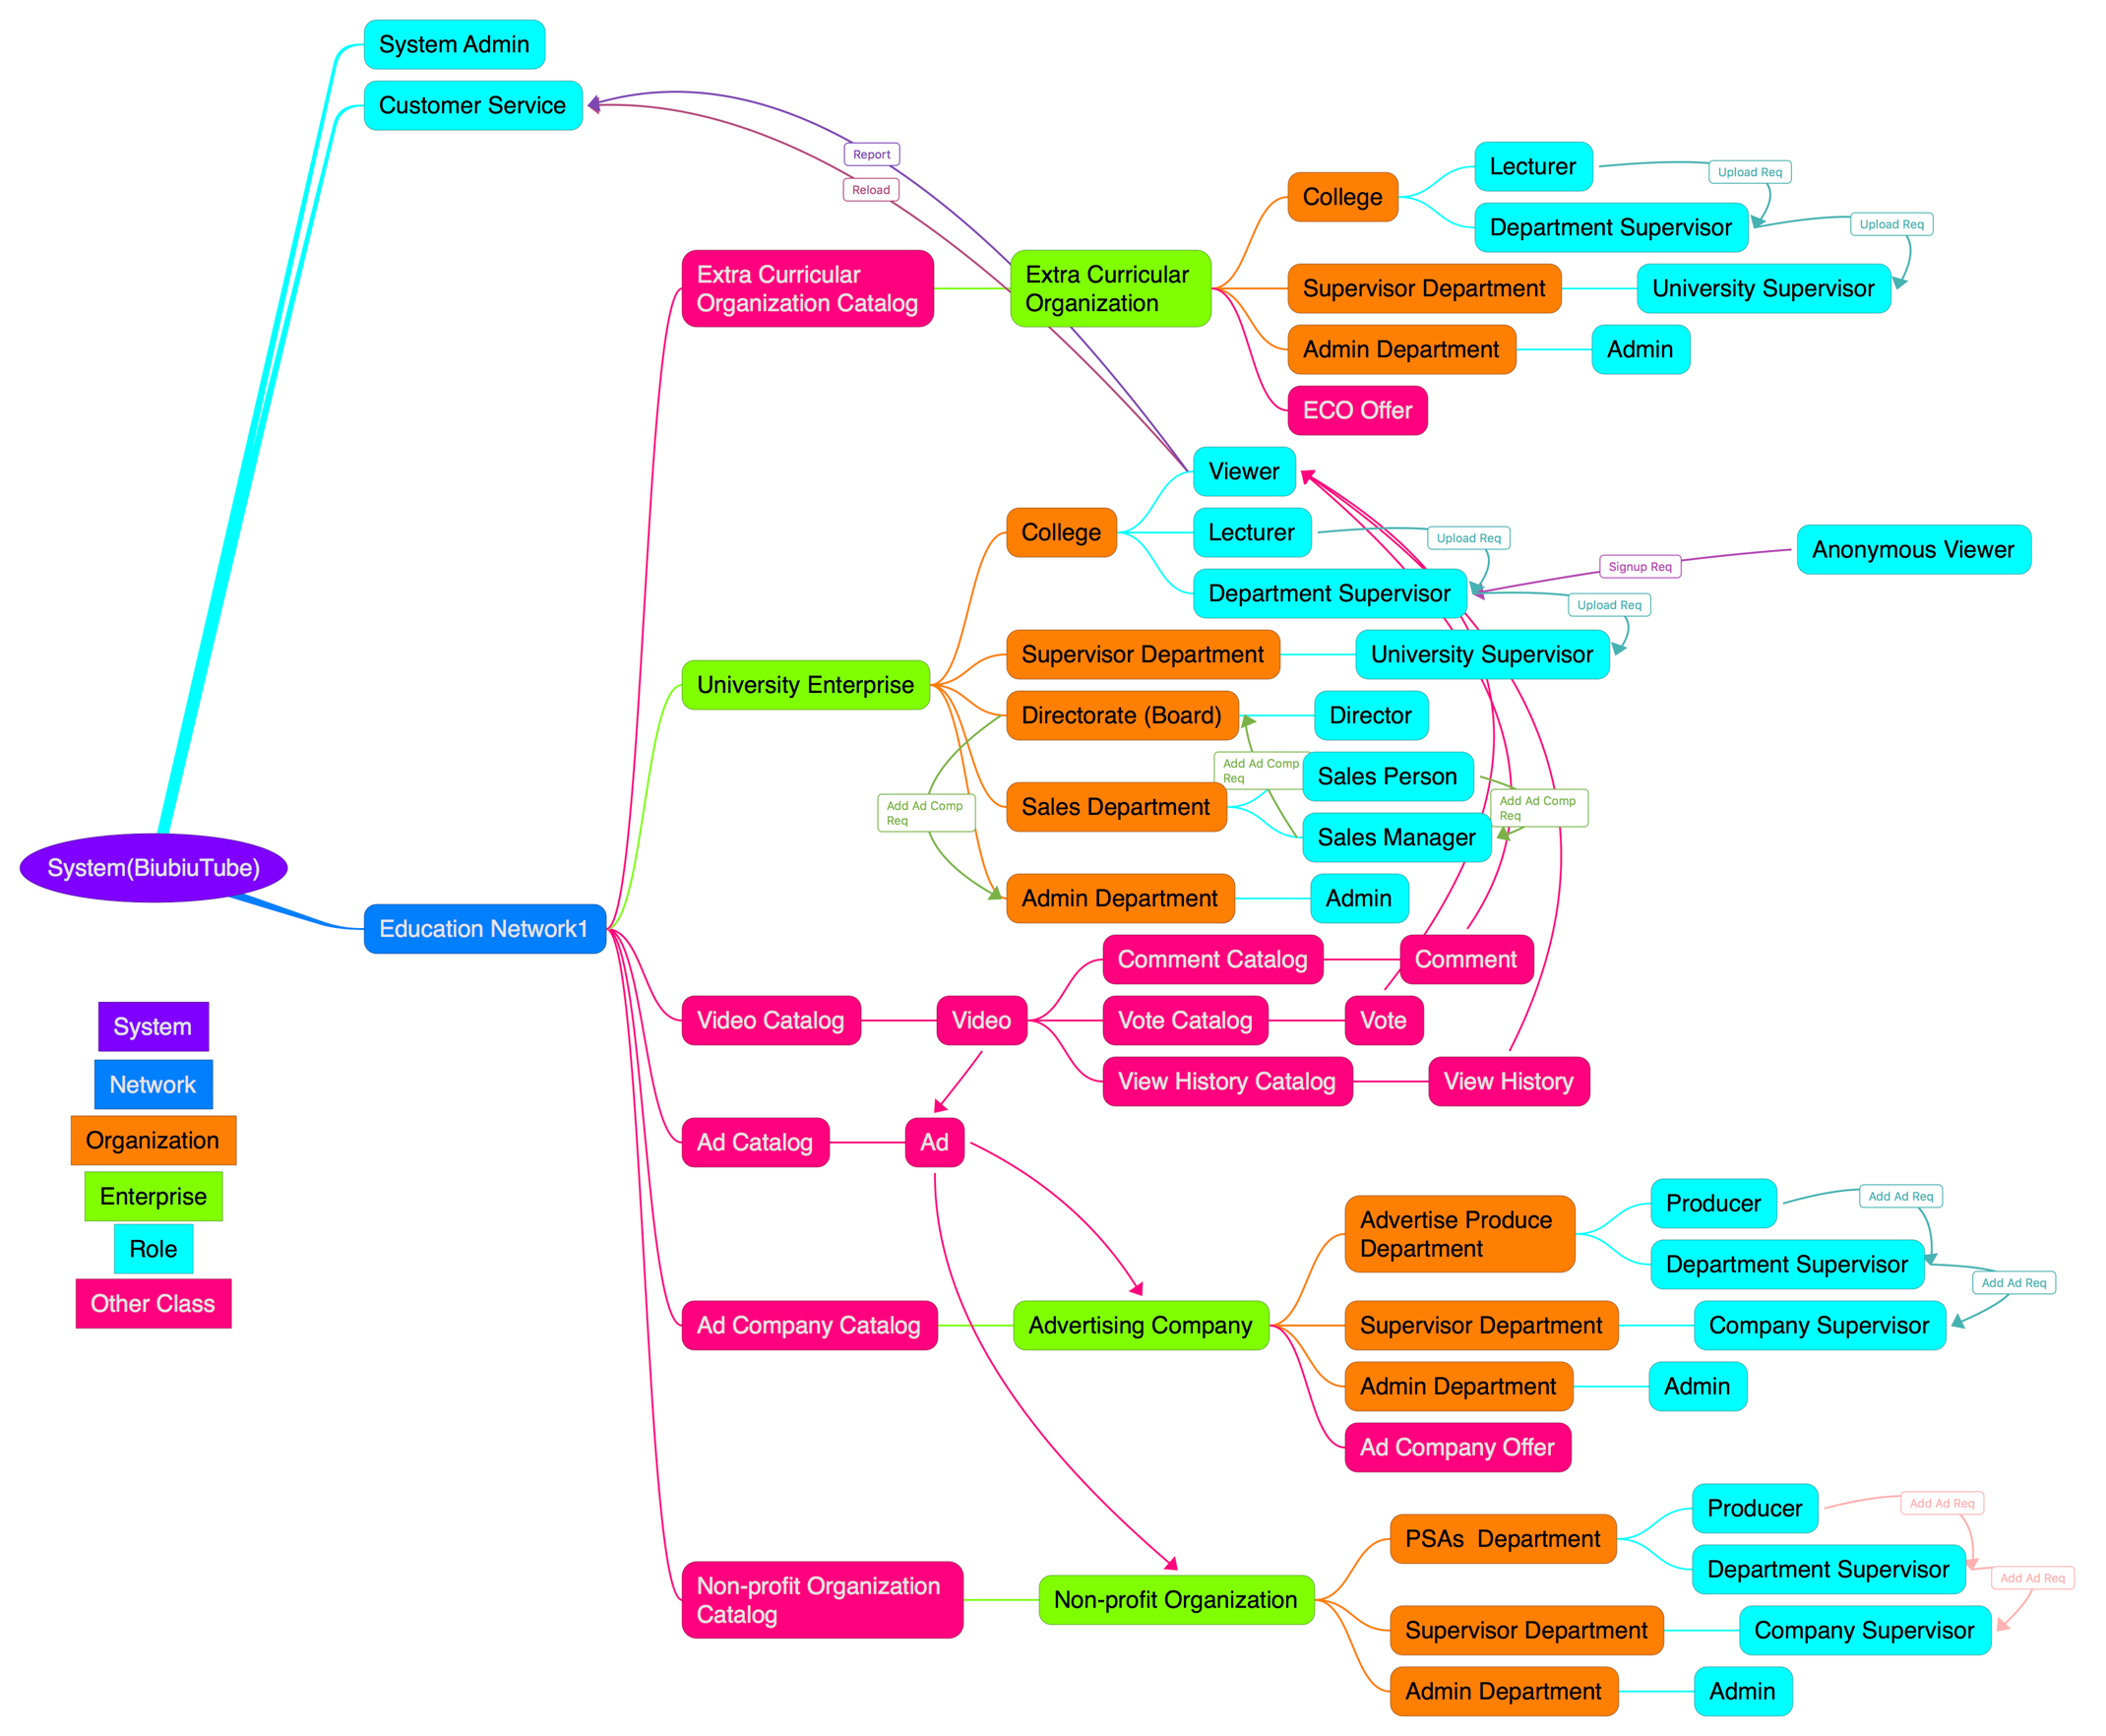 System Admin
Customer Service
Report
Reload
Lecturer
Upload Req
College
Department Supervisor
Upload Req
Extra Curricular
Organization Catalog
Extra Curricular
Organization
Supervisor Department
University Supervisor
Admin Department
Admin
ECO Offer
Viewer
College
Lecturer
Upload Req
Anonymous Viewer
Signup Req
Department Supervisor
Upload Req
University Enterprise
Supervisor Department
University Supervisor
Directorate (Board)
Director
Add Ad Comp
Req
Sales Person
Add Ad Comp
Req
Sales Department
Add Ad Comp
Req
Sales Manager
System(BiubiuTube)
Admin Department
Admin
Education Network1
Comment Catalog
Comment
Video Catalog
Video
Vote Catalog
Vote
View History Catalog
View History
System
Network
Organization
Enterprise
Role
Other Class
Ad Catalog
Ad
Advertise Produce
Department
Producer
Add Ad Req
Department Supervisor
Add Ad Req
Ad Company Catalog
Advertising Company
Supervisor Department
Company Supervisor
Admin Department
Admin
Ad Company Offer
Producer
Add Ad Req
PSAs  Department
Department Supervisor
Add Ad Req
Non-profit Organization
Catalog
Non-profit Organization
Supervisor Department
Company Supervisor
Admin Department
Admin